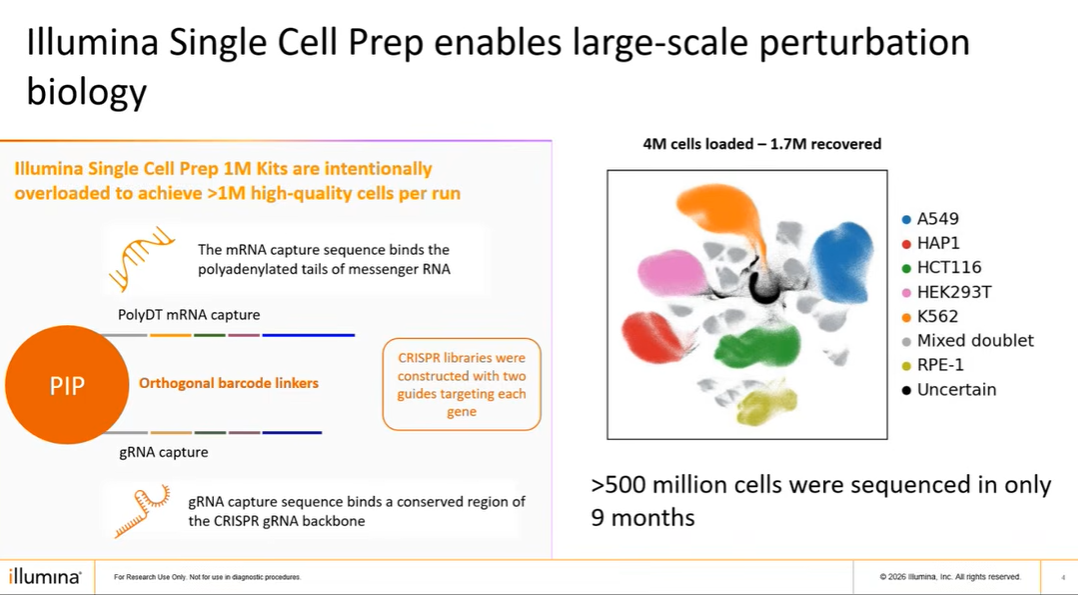 Illumina Single Cell Prep enables large-scale perturbation
biology
Illumina Single Cell Prep 1M Kits are intentionally
overloaded to achieve >1M high-quality cells per run
The mRNA capture sequence binds the
polyadenylated tails of messenger RNA
PolyDT mRNA capture
PIP
Orthogonal barcode linkers
CRISPR libraries were
constructed with two
guides targeting each
gene
gRNA capture
gRNA capture sequence binds a conserved region of
the CRISPR gRNA backbone
4M cells loaded – 1.7M recovered
A549
HAP1
HCT116
HEK293T
K562
Mixed doublet
RPE-1
Uncertain
>500 million cells were sequenced in only
9 months
illumina®
For Research Use Only. Not for use in diagnostic procedures.
© 2026 Illumina, Inc. All rights reserved.
4